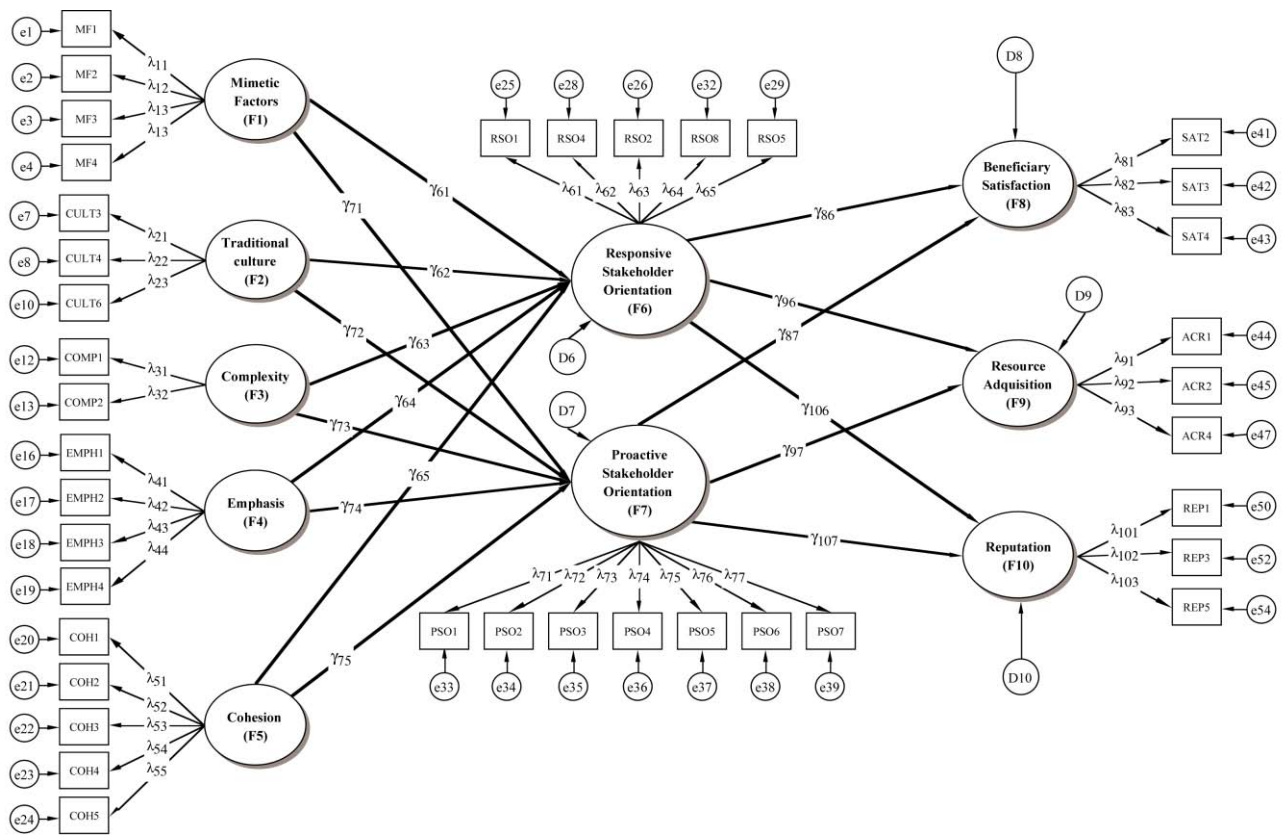 e1
MF1
e2
MF2
e3
MF3
e4
MF4
λ11
λ12
λ13
λ13
Mimetic
Factors
(F1)
e7
CULT3
e8
CULT4
e10
CULT6
λ21
λ22
λ23
Traditional
culture
(F2)
e12
COMP1
e13
COMP2
λ31
λ32
Complexity
(F3)
e16
EMPH1
e17
EMPH2
e18
EMPH3
e19
EMPH4
λ41
λ42
λ43
λ44
Emphasis
(F4)
e20
COH1
e21
COH2
e22
COH3
e23
COH4
e24
COH5
λ51
λ52
λ53
λ54
λ55
Cohesion
(F5)
γ61
γ71
γ62
γ72
γ63
γ64
γ73
γ65
γ74
γ75
e25
e28
e26
e32
e29
RSO1
RSO4
RSO2
RSO8
RSO5
λ61
λ62
λ63
λ64
λ65
Responsive
Stakeholder
Orientation
(F6)
D6
D7
Proactive
Stakeholder
Orientation
(F7)
λ71
λ72
λ73
λ74
λ75
λ76
λ77
PSO1
PSO2
PSO3
PSO4
PSO5
PSO6
PSO7
e33
e34
e35
e36
e37
e38
e39
γ86
γ96
γ87
γ106
γ97
γ107
D8
Beneficiary
Satisfaction
(F8)
λ81
λ82
λ83
SAT2
e41
SAT3
e42
SAT4
e43
D9
Resource
Adquisition
(F9)
λ91
λ92
λ93
ACR1
e44
ACR2
e45
ACR4
e47
Reputation
(F10)
λ101
λ102
λ103
REP1
e50
REP3
e52
REP5
e54
D10